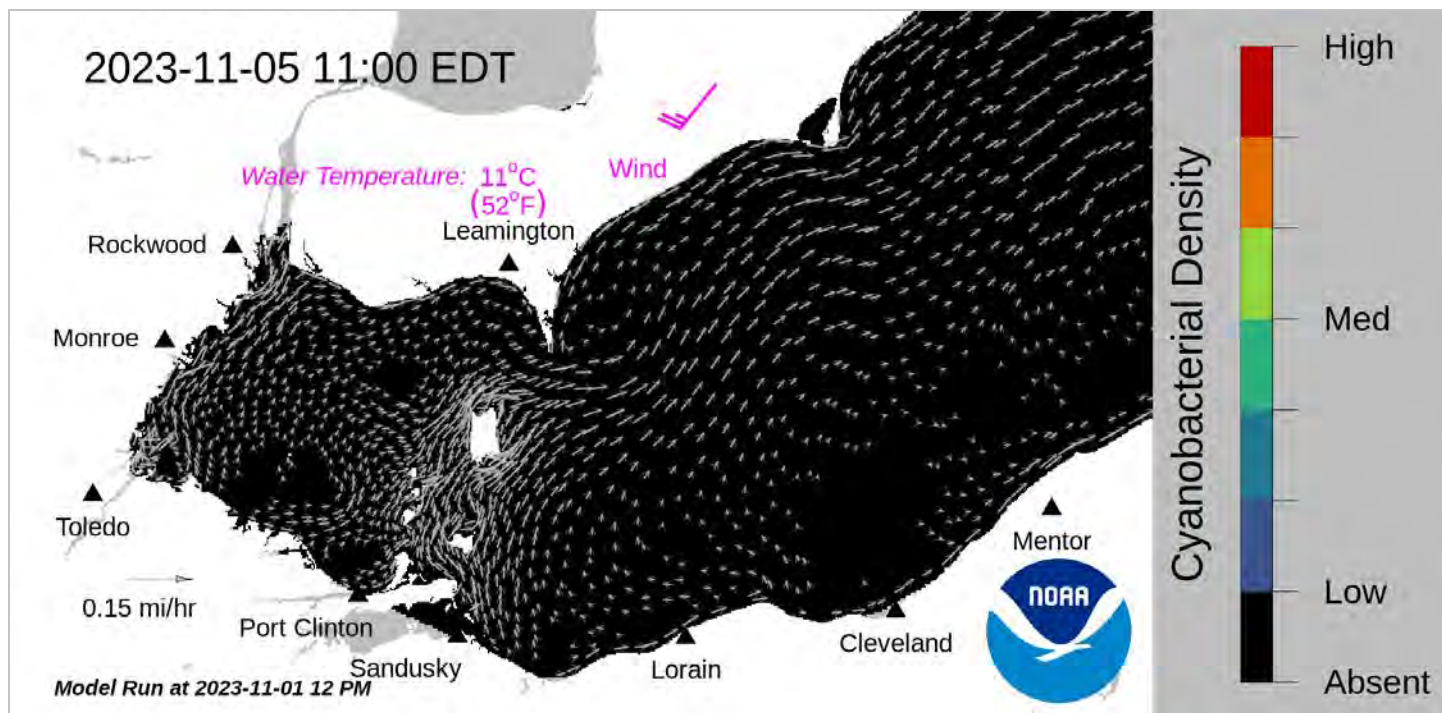 2023-11-05 11:00 EDT
High
Wind
Water Temperature: 11°C
(52°F)
Leamington
Rockwood
Monroe
Med
Cyanobacterial Density
Toledo
Mentor
0.15 mi/hr
NOAA
Low
Port Clinton
Cleveland
Sandusky
Lorain
Model Run at 2023-11-01 12 PM
Absent